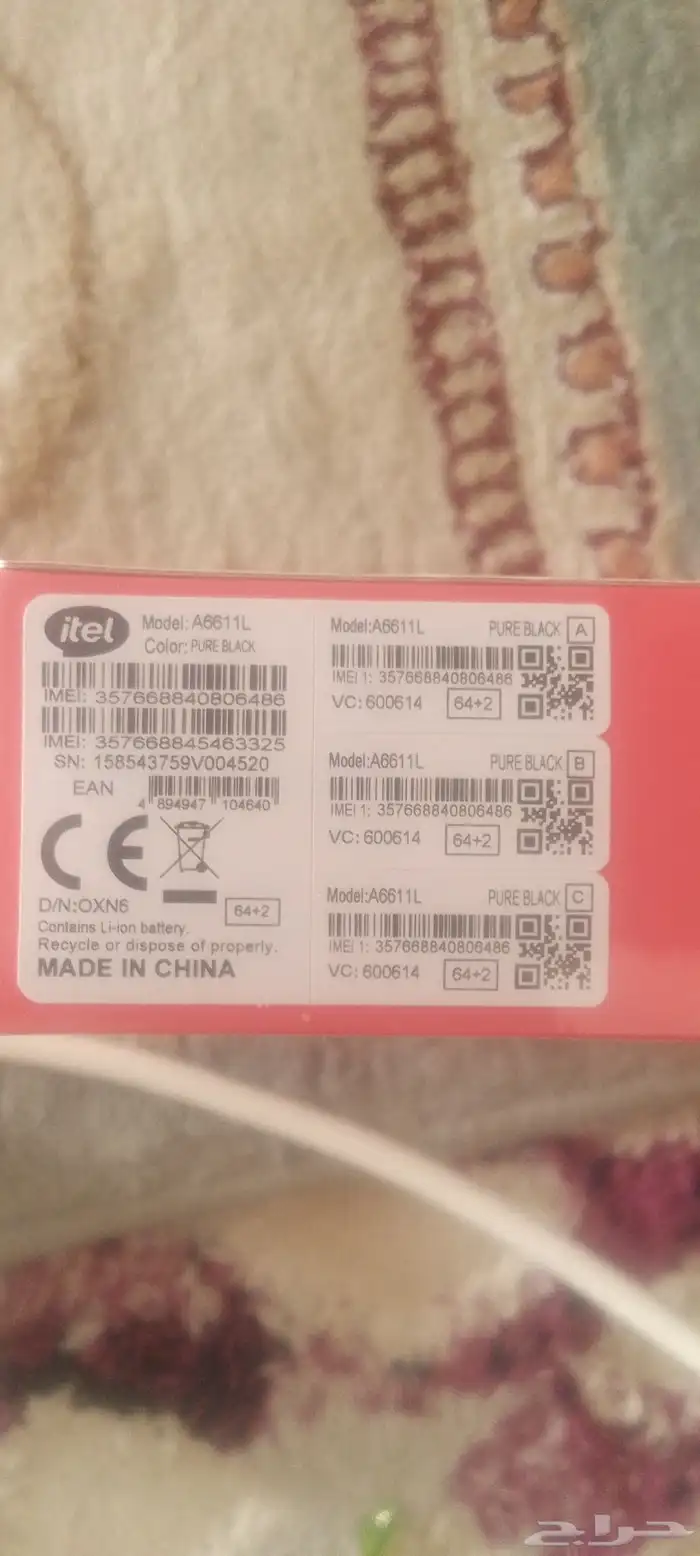 itel
Model: A6611L
Color: PURE BLACK
IMEI: 357668840806486
IMEI: 357668845463325
SN: 158543759V004520
EAN
4 894947 104640
CE
D/N:OXN6
64+2
Contains Li-ion battery.
Recycle or dispose of properly.
MADE IN CHINA
Model:A6611L PURE BLACK A
IMEI 1: 357668840806486
VC: 600614 64+2
Model:A6611L PURE BLACK B
IMEI 1: 357668840806486
VC: 600614 64+2
Model:A6611L PURE BLACK C
IMEI 1: 357668840806486
VC: 600614 64+2
حراج